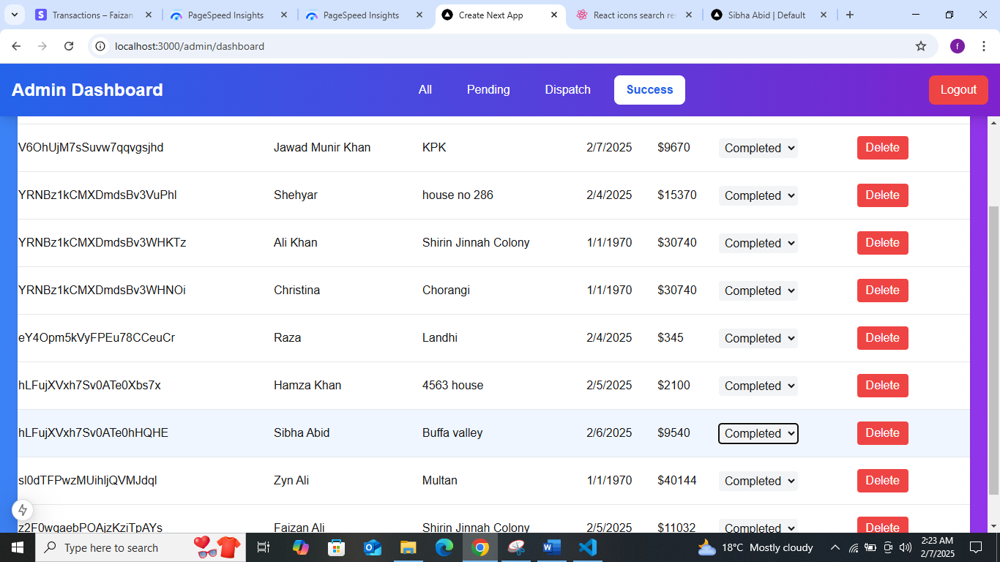 Transactions – Faizan
PageSpeed Insights
PageSpeed Insights
Create Next App
React icons search re
Sibha Abid | Default
localhost:3000/admin/dashboard
f
Admin Dashboard All Pending Dispatch Success Logout
V6OhUjM7sSuvw7qqvgsjhd Jawad Munir Khan KPK 2/7/2025 $9670 Completed Delete
YRNBz1kCMXDmdsBv3VuPhl Shehyar house no 286 2/4/2025 $15370 Completed Delete
YRNBz1kCMXDmdsBv3WHKTz Ali Khan Shirin Jinnah Colony 1/1/1970 $30740 Completed Delete
YRNBz1kCMXDmdsBv3WHNOi Christina Chorangi 1/1/1970 $30740 Completed Delete
eY4Opm5kVyFPEu78CCeuCr Raza Landhi 2/4/2025 $345 Completed Delete
hLFujXVxh7Sv0ATe0Xbs7x Hamza Khan 4563 house 2/5/2025 $2100 Completed Delete
hLFujXVxh7Sv0ATe0hHQHE Sibha Abid Buffa valley 2/6/2025 $9540 Completed Delete
sl0dTFPwzMUihljQVMJdql Zyn Ali Multan 1/1/1970 $40144 Completed Delete
z2F0wgaebPOAjzKziTpAYs Faizan Ali Shirin Jinnah Colony 2/5/2025 $11032 Completed Delete
Type here to search
18°C Mostly cloudy
2:23 AM
2/7/2025